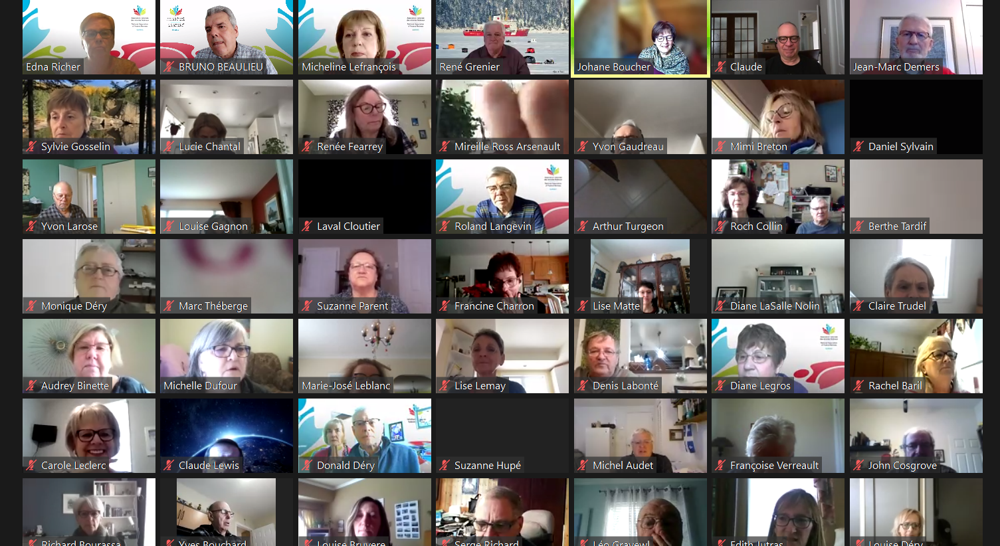 Edna Richer
BRUNO BEAULIEU
Micheline Lefrançois
René Grenier
Johane Boucher
Claude
Jean-Marc Demers
Sylvie Gosselin
Lucie Chantal
Renée Fearrey
Mireille Ross Arsenault
Yvon Gaudreau
Mimi Breton
Daniel Sylvain
Yvon Larose
Louise Gagnon
Laval Cloutier
Roland Langevin
Arthur Turgeon
Roch Collin
Berthe Tardif
Monique Déry
Marc Théberge
Suzanne Parent
Francine Charron
Lise Matte
Diane LaSalle Nolin
Claire Trudel
Audrey Binette
Michelle Dufour
Marie-José Leblanc
Lise Lemay
Denis Labonté
Diane Legros
Rachel Baril
Carole Leclerc
Claude Lewis
Donald Déry
Suzanne Hupé
Michel Audet
Françoise Verreault
John Cosgrove
Richard Bourassa
Yves Bouchard
Louise Bruyere
Serge Richard
Edith Jutras
Louise Déry